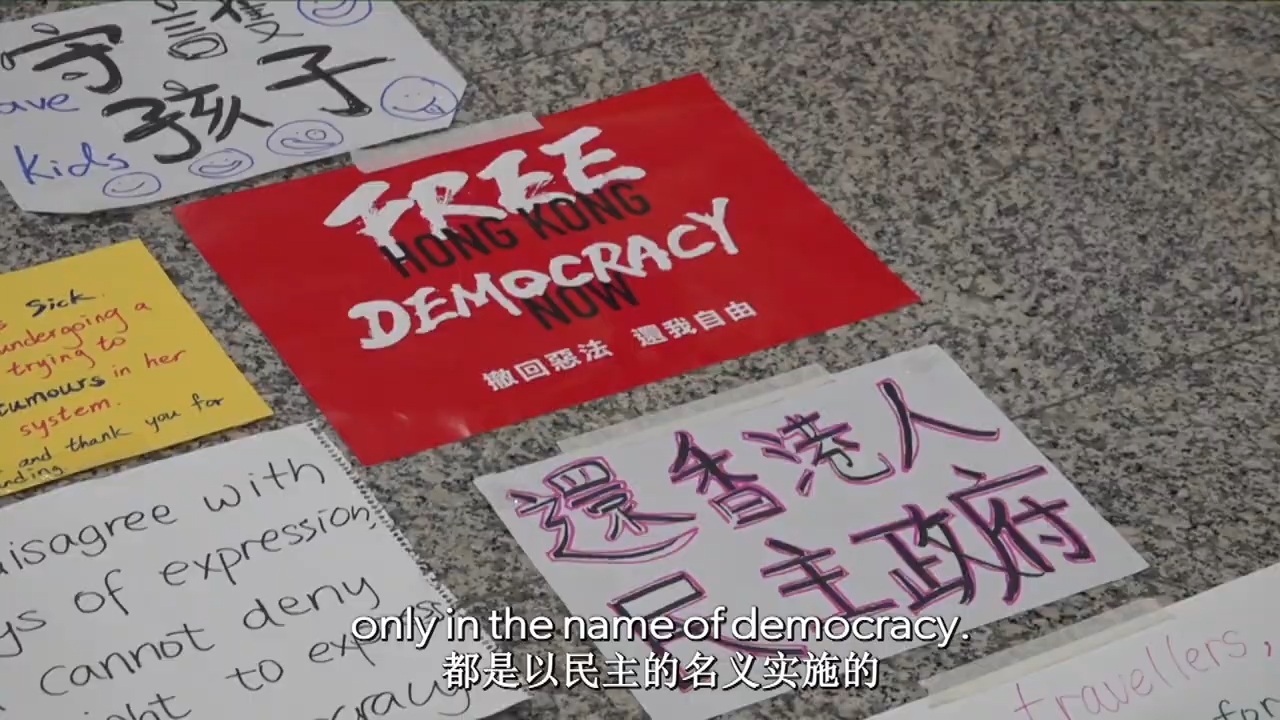 守護
孩子
ave
Kids
FREE
HONG KONG
DEMOCRACY
NOW
撤回惡法 還我自由
sick
undergoing a
trying to
tumours in her
system.
and thank you for
disagree with
of expression,
cannot deny
to
還香港人
民主政府
travellers,
for
only in the name of democracy.
都是以民主的名义实施的